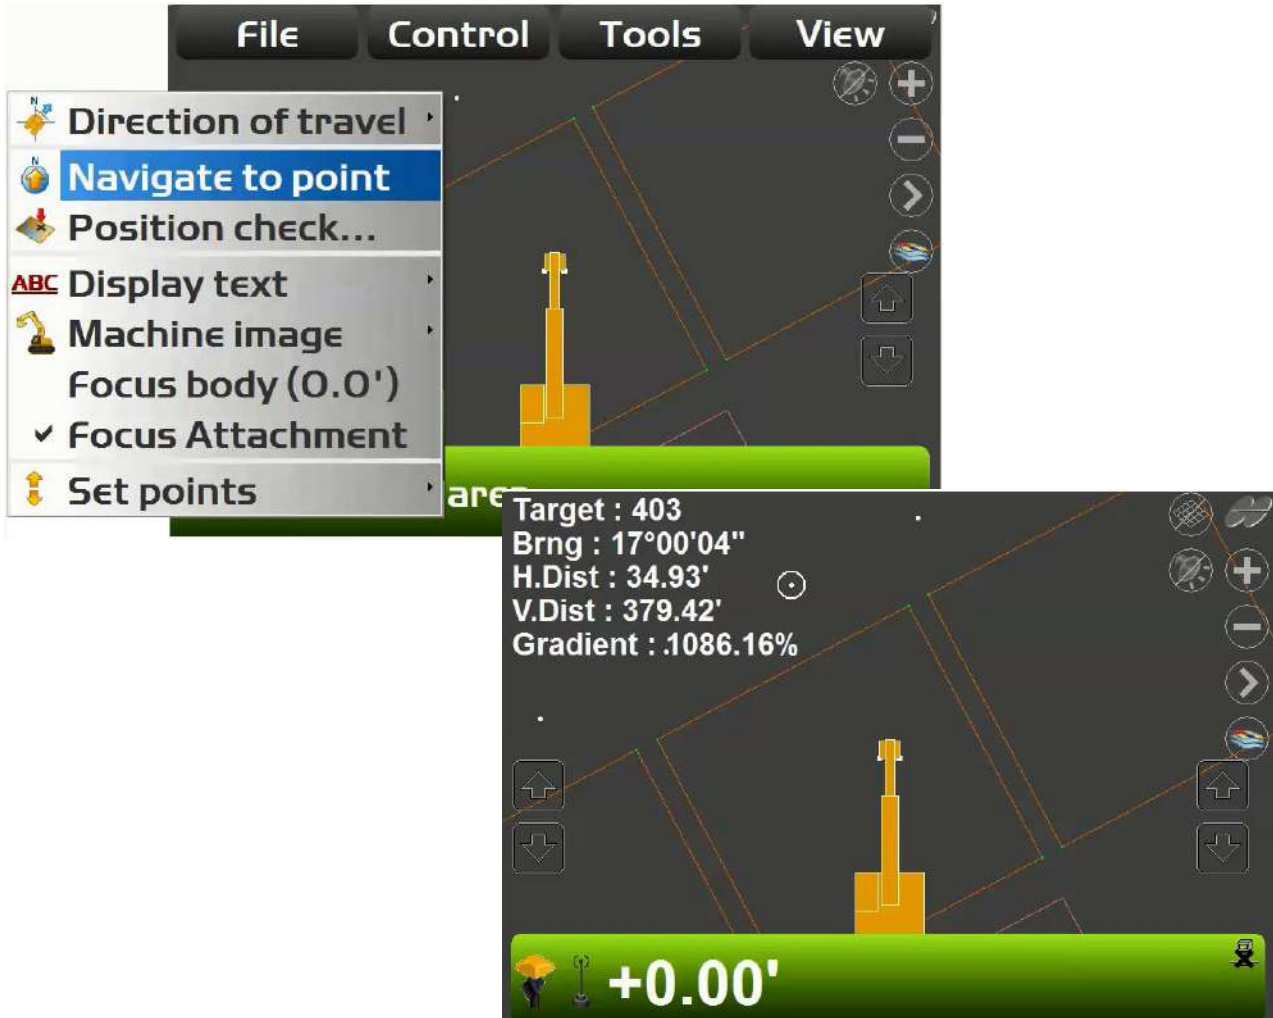 File Control Tools View
Direction of travel
Navigate to point
Position check...
ABC Display text
Machine image
Focus body (0.0')
Focus Attachment
Set points
Target : 403
Brng : 17°00'04"
H.Dist : 34.93'
V.Dist : 379.42'
Gradient : 1086.16%
+0.00'